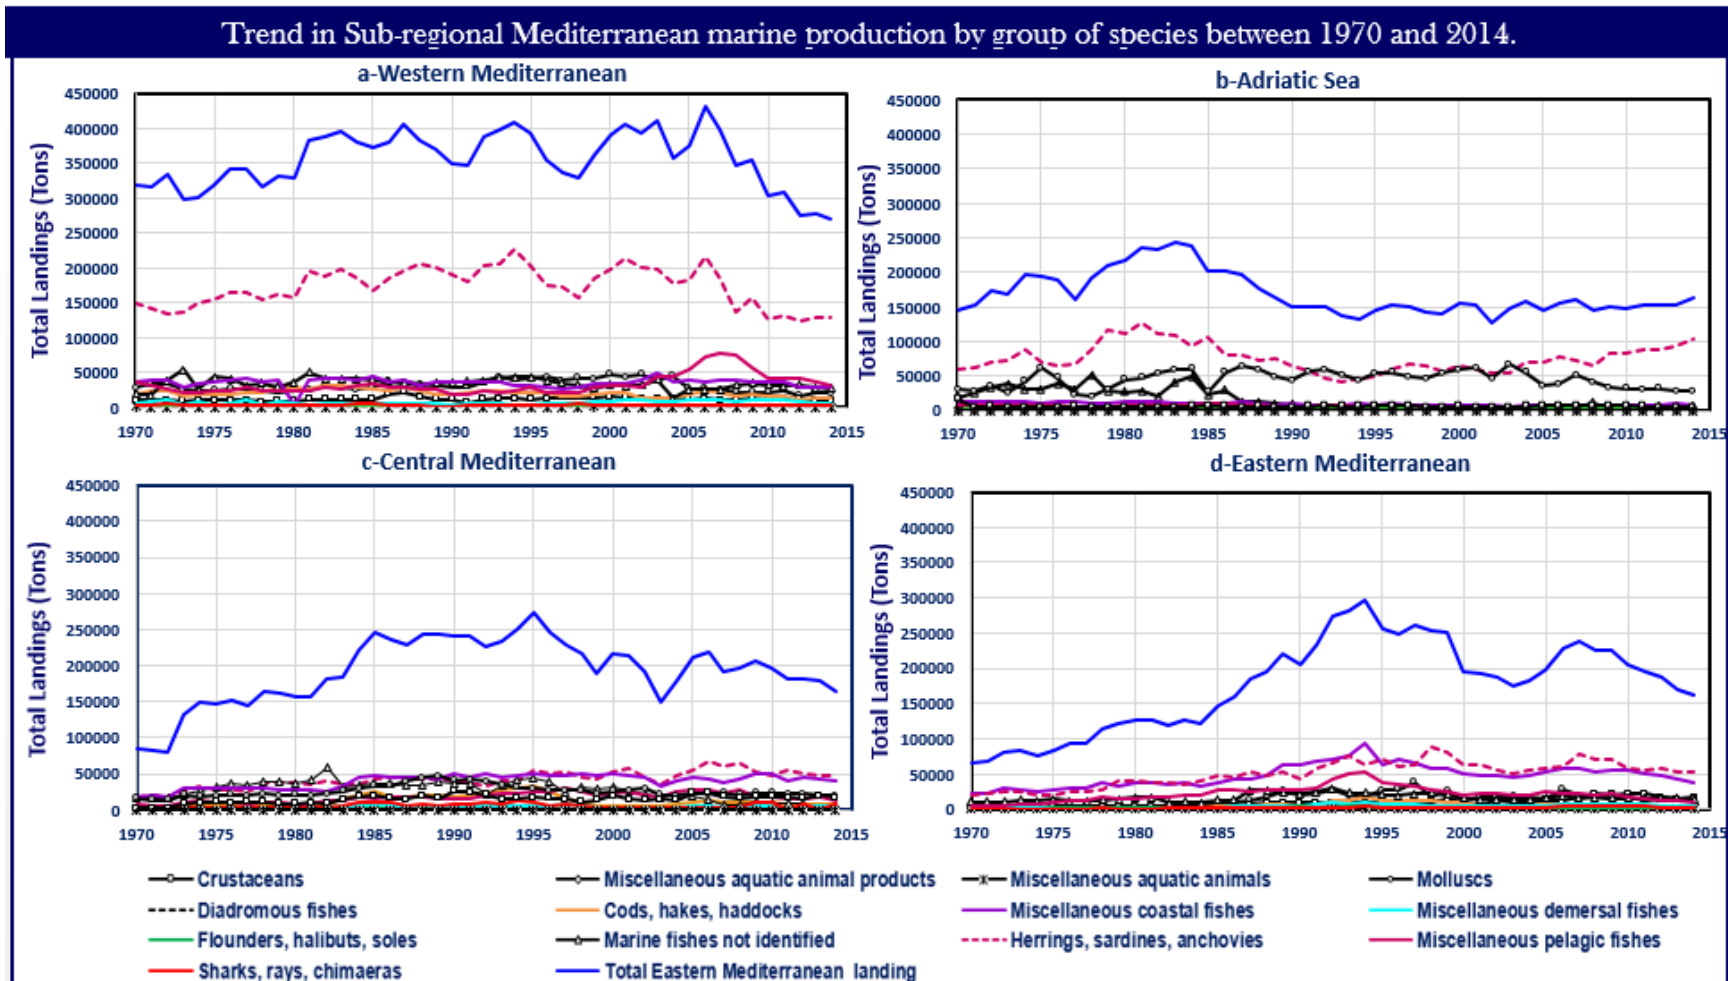 Trend in Sub-regional Mediterranean marine production by group of species between 1970 and 2014.
a-Western Mediterranean
Total Landings (Tons)
450000
400000
350000
300000
250000
200000
150000
100000
50000
0
1970 1975 1980 1985 1990 1995 2000 2005 2010 2015
b-Adriatic Sea
Total Landings (Tons)
450000
400000
350000
300000
250000
200000
150000
100000
50000
0
1970 1975 1980 1985 1990 1995 2000 2005 2010 2015
c-Central Mediterranean
Total Landings (Tons)
450000
400000
350000
300000
250000
200000
150000
100000
50000
0
1970 1975 1980 1985 1990 1995 2000 2005 2010 2015
d-Eastern Mediterranean
Total Landings (Tons)
450000
400000
350000
300000
250000
200000
150000
100000
50000
0
1970 1975 1980 1985 1990 1995 2000 2005 2010 2015
Crustaceans Miscellaneous aquatic animal products Miscellaneous aquatic animals Molluscs
Diadromous fishes Cods, hakes, haddocks Miscellaneous coastal fishes Miscellaneous demersal fishes
Flounders, halibuts, soles Marine fishes not identified Herrings, sardines, anchovies Miscellaneous pelagic fishes
Sharks, rays, chimaeras Total Eastern Mediterranean landing